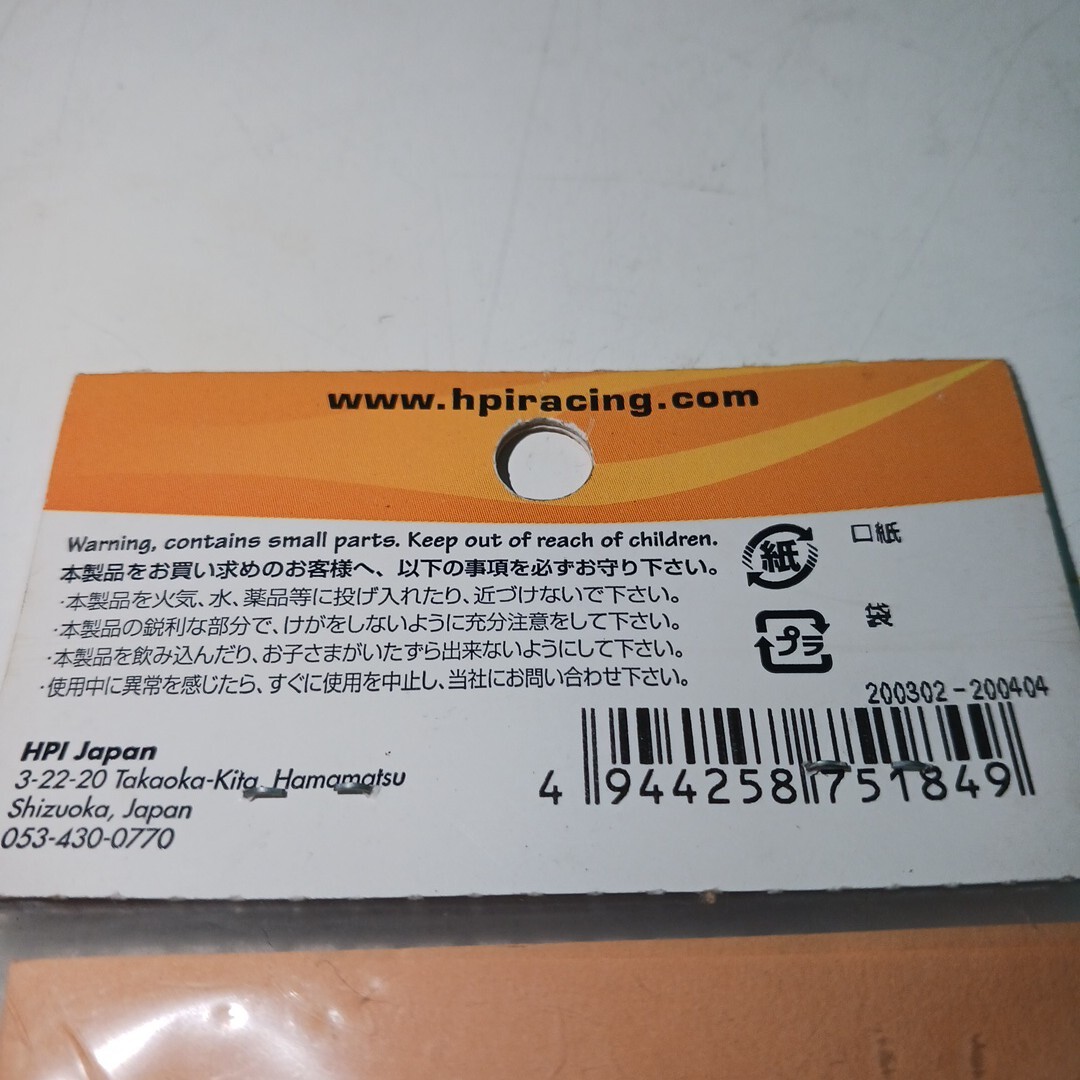 www.hpiracing.com
Warning, contains small parts. Keep out of reach of children.
本製品をお買い求めのお客様へ、以下の事項を必ずお守り下さい。
・本製品を火気、水、薬品等に投げ入れたり、近づけないで下さい。
・本製品の鋭利な部分で、けがをしないように充分注意をして下さい。
・本製品を飲み込んだり、お子さまがいたずら出来ないようにして下さい。
・使用中に異常を感じたら、すぐに使用を中止し、当社にお問い合わせ下さい。
紙
口紙
プラ
袋
200302-200404
4 944258 751849
HPI Japan
3-22-20 Takaoka-Kita, Hamamatsu
Shizuoka, Japan
053-430-0770